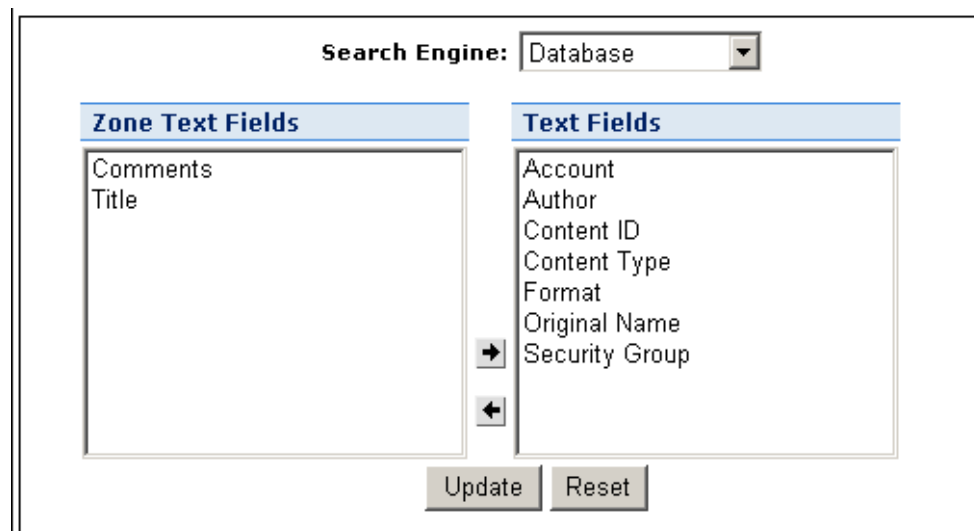 Search Engine: Database
Zone Text Fields
Comments
Title
Text Fields
Account
Author
Content ID
Content Type
Format
Original Name
Security Group
Update Reset